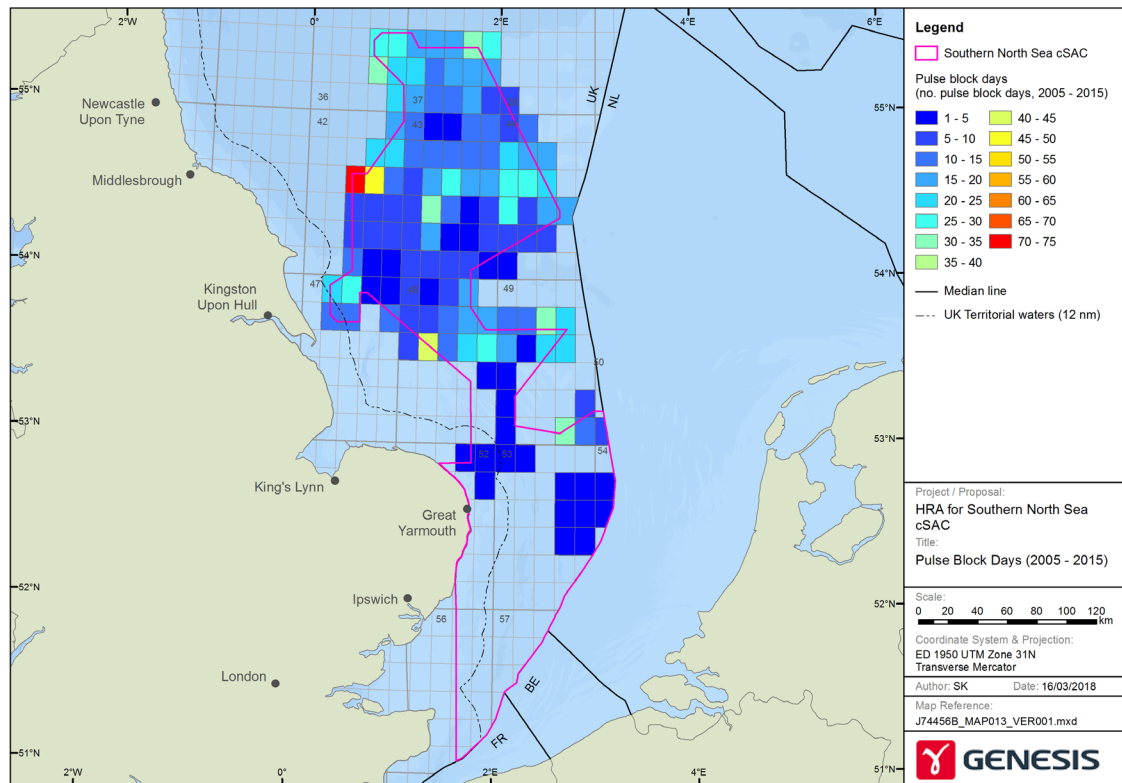 2°W
0°
2°E
4°E
6°E
55°N
54°N
53°N
52°N
51°N
55°N
54°N
53°N
52°N
51°N
2°W
0°
2°E
4°E
6°E
Newcastle
Upon Tyne
Middlesbrough
Kingston
Upon Hull
King's Lynn
Great
Yarmouth
Ipswich
London
36
37
42
43
47
49
50
52
53
54
56
57
UK
NL
BE
FR
Legend
Southern North Sea cSAC
Pulse block days
(no. pulse block days, 2005 - 2015)
1 - 5
5 - 10
10 - 15
15 - 20
20 - 25
25 - 30
30 - 35
35 - 40
40 - 45
45 - 50
50 - 55
55 - 60
60 - 65
65 - 70
70 - 75
Median line
UK Territorial waters (12 nm)
Project / Proposal:
HRA for Southern North Sea
cSAC
Title:
Pulse Block Days (2005 - 2015)
Scale:
0 20 40 60 80 100 120
km
Coordinate System & Projection:
ED 1950 UTM Zone 31N
Transverse Mercator
Author: SK Date: 16/03/2018
Map Reference:
J74456B_MAP013_VER001.mxd
GENESIS